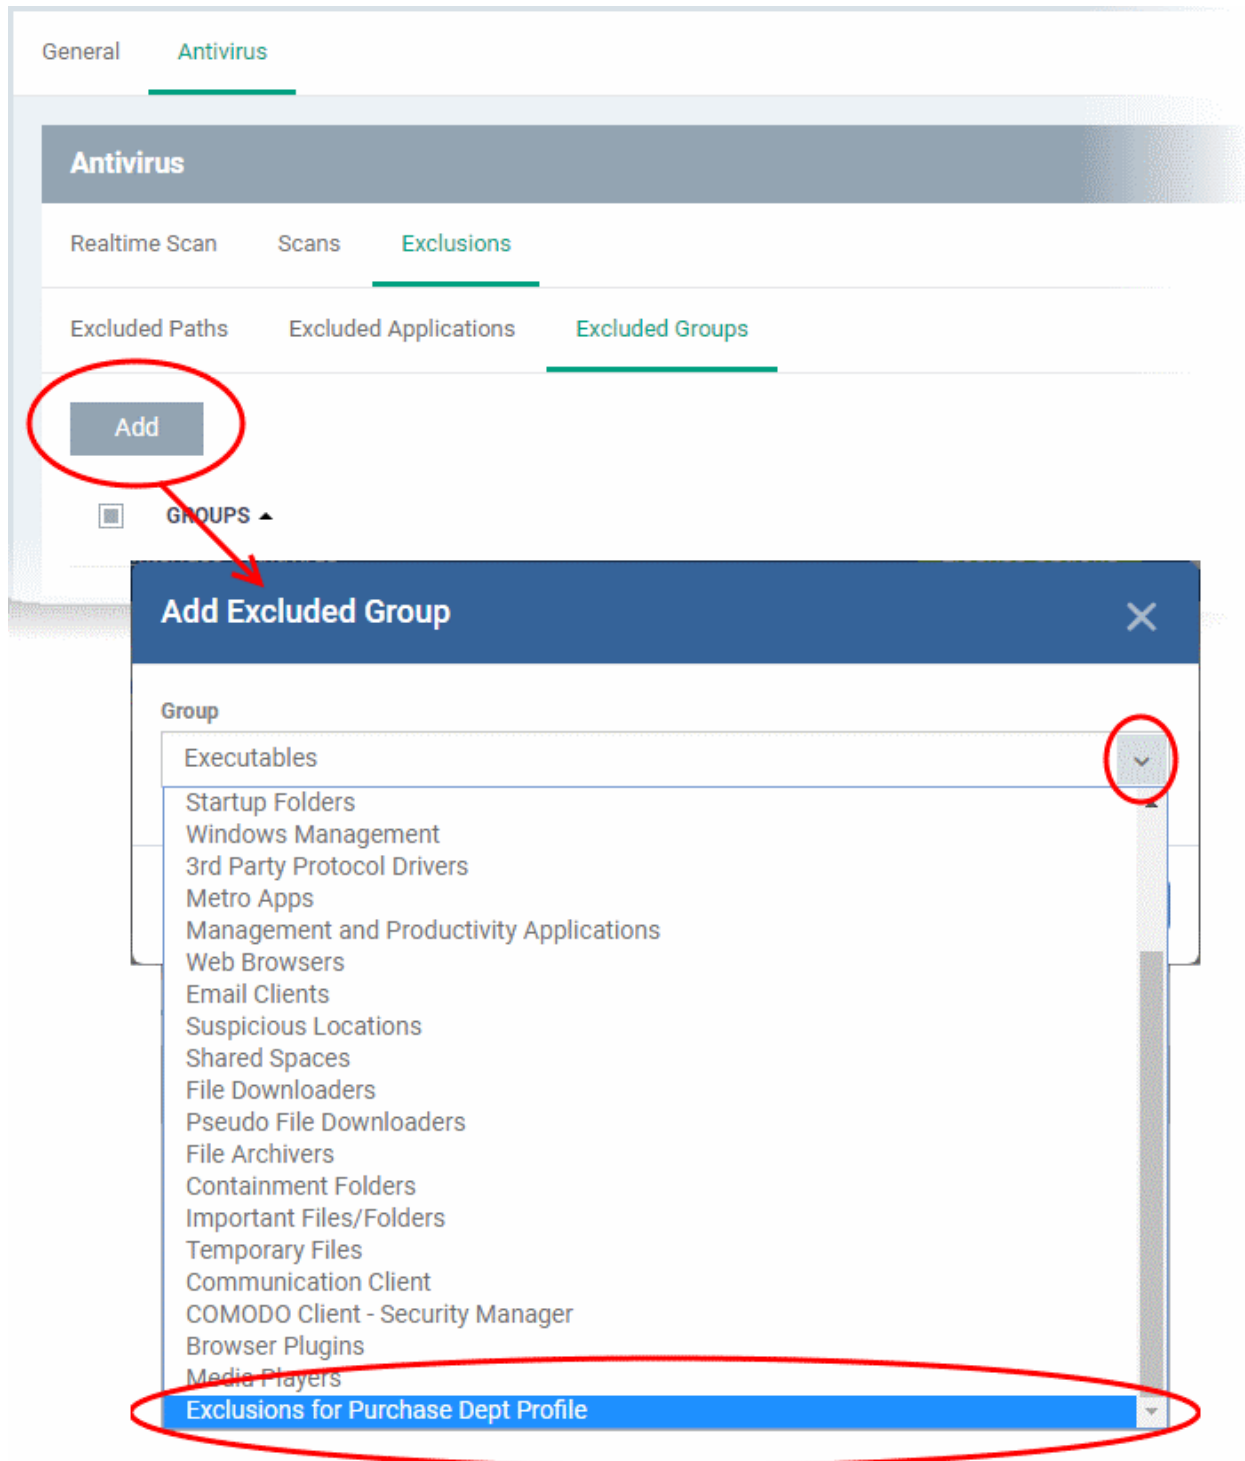 General Antivirus
Antivirus
Realtime Scan Scans Exclusions
Excluded Paths Excluded Applications Excluded Groups
Add
GROUPS
Add Excluded Group
Group
Executables
Startup Folders
Windows Management
3rd Party Protocol Drivers
Metro Apps
Management and Productivity Applications
Web Browsers
Email Clients
Suspicious Locations
Shared Spaces
File Downloaders
Pseudo File Downloaders
File Archivers
Containment Folders
Important Files/Folders
Temporary Files
Communication Client
COMODO Client - Security Manager
Browser Plugins
Media Players
Exclusions for Purchase Dept Profile